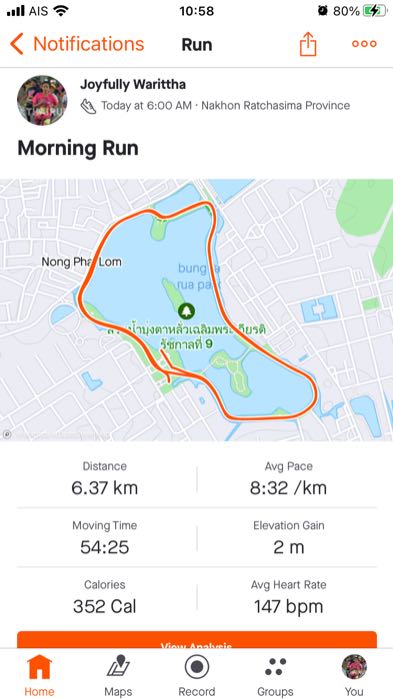 AIS 10:58 80%
Notifications Run
Joyfully Warittha
Today at 6:00 AM · Nakhon Ratchasima Province
Morning Run
Nong Pha Lom
bung
rua pa
รัชกาลที่ 9
Distance Avg Pace
6.37 km 8:32 /km
Moving Time Elevation Gain
54:25 2 m
Calories Avg Heart Rate
352 Cal 147 bpm
View Analysis
Home Maps Record Groups You